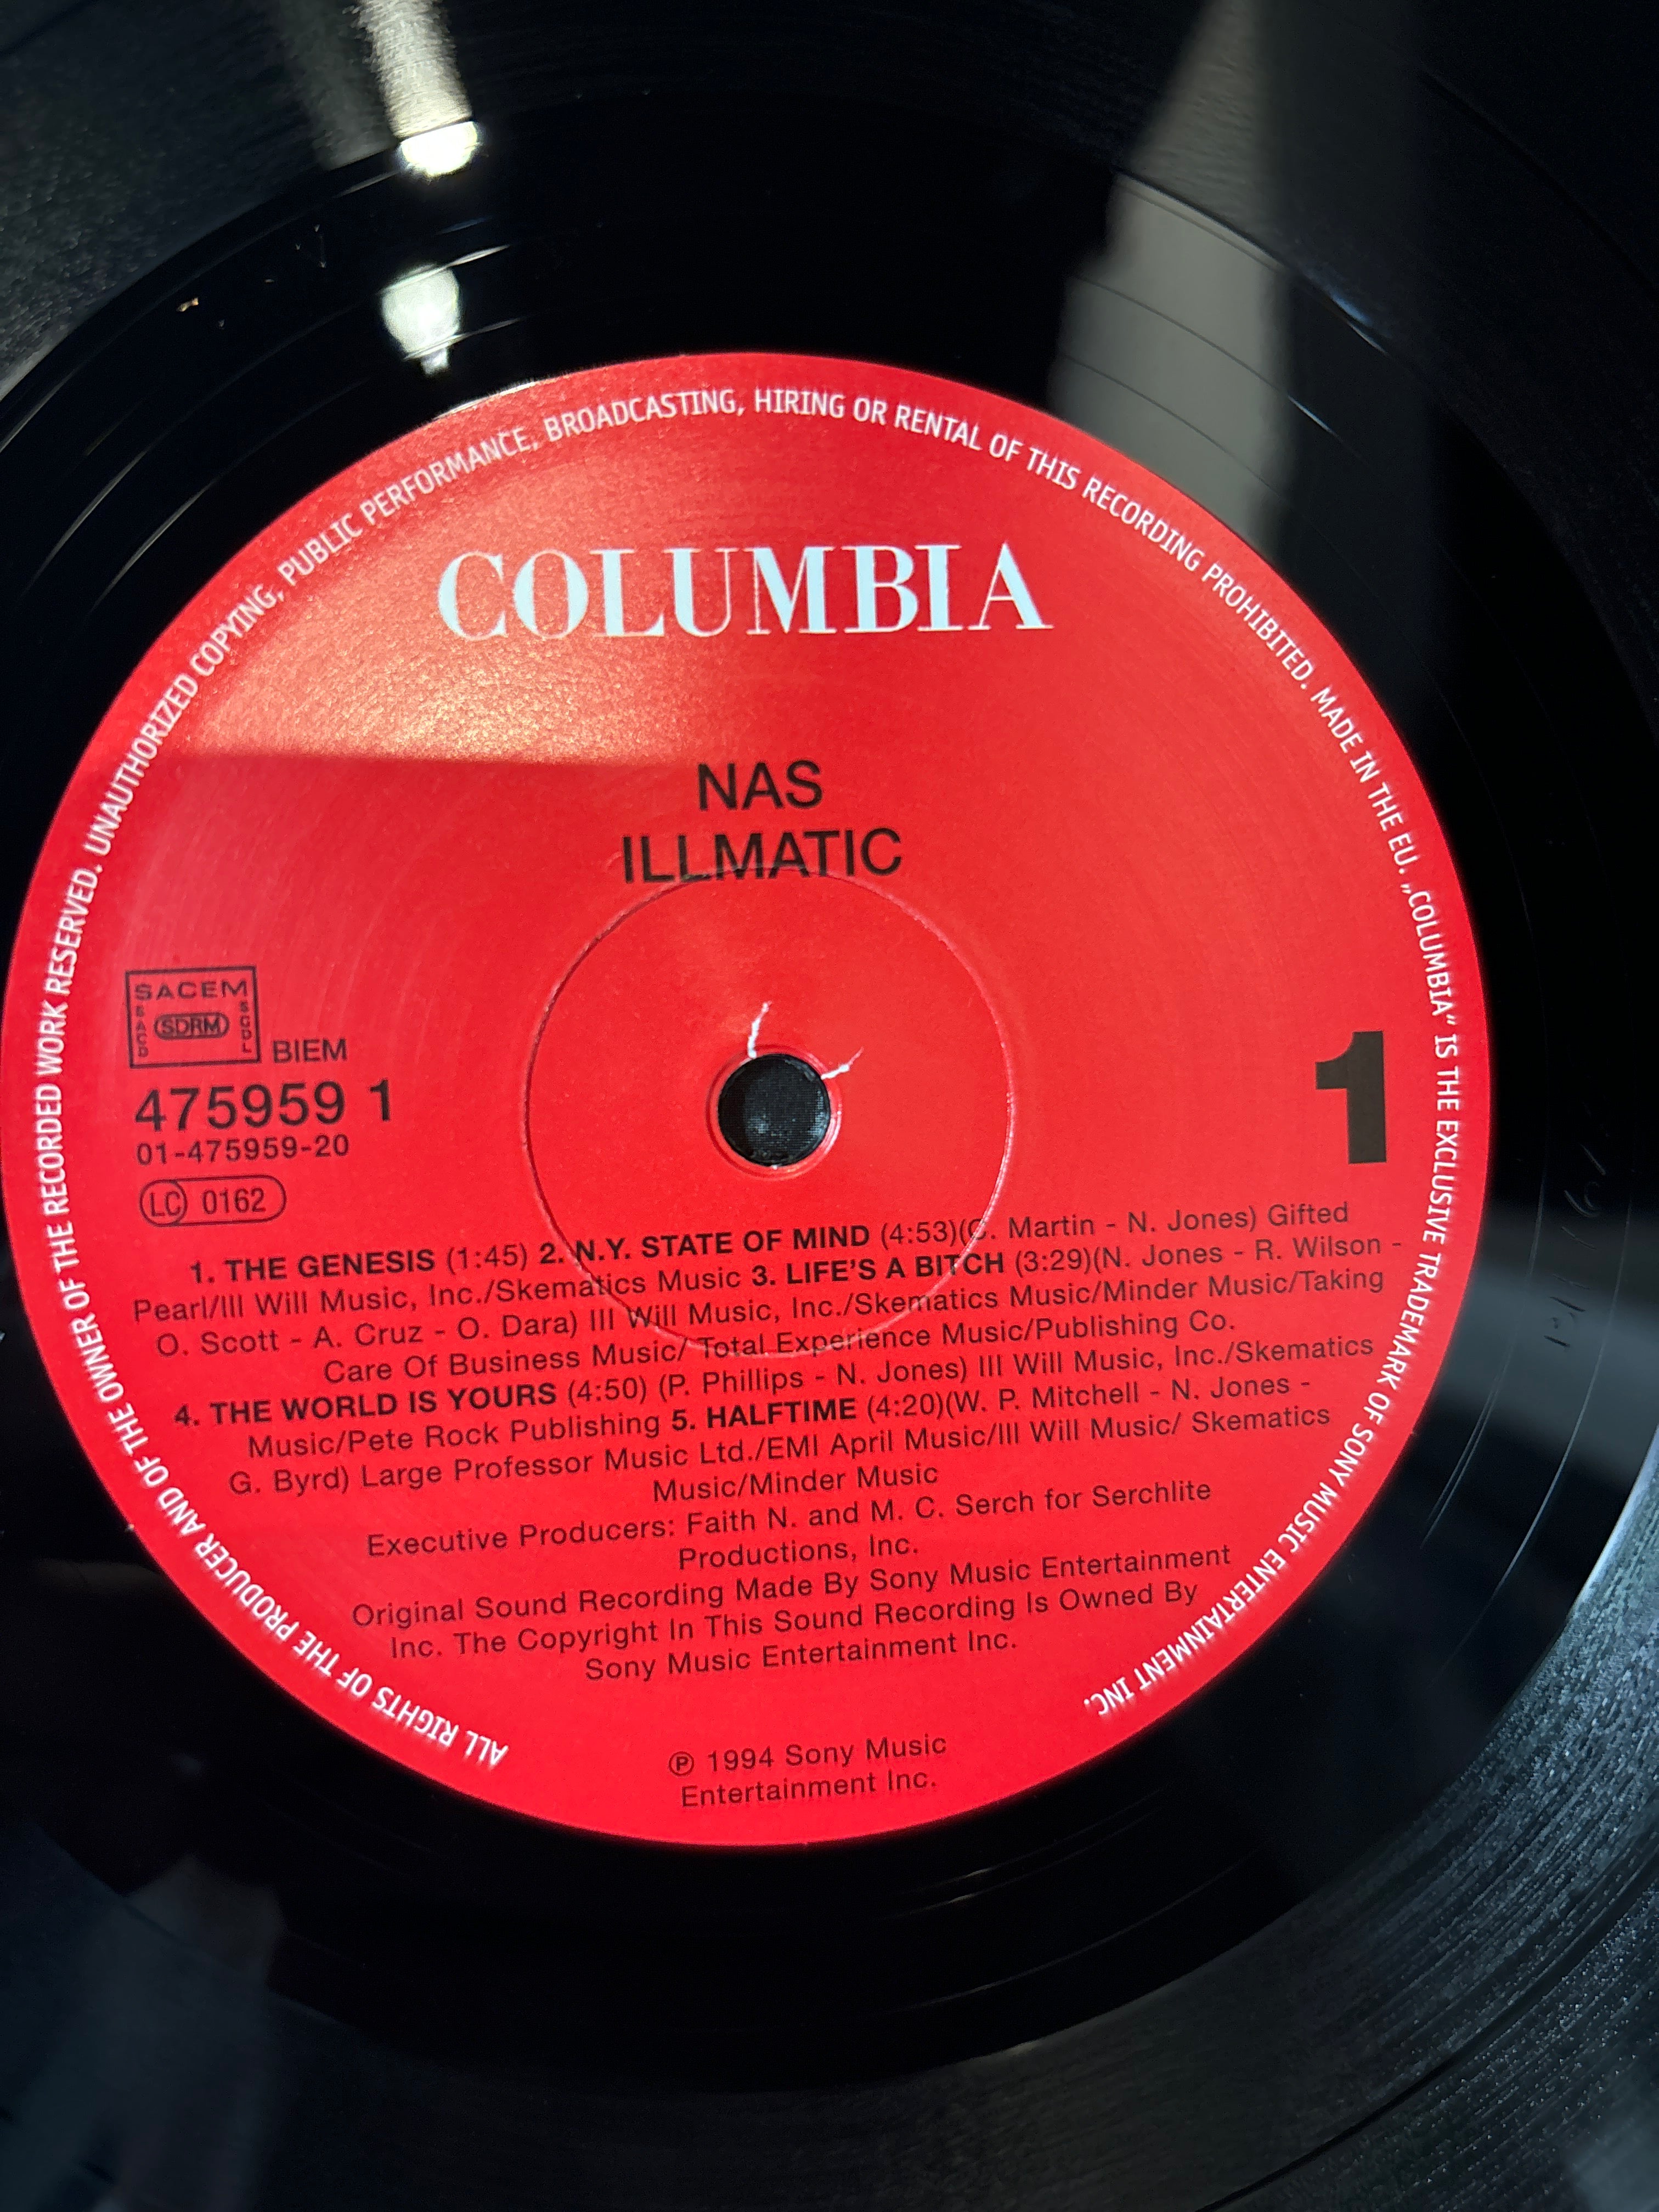 ALL RIGHTS OF THE PRODUCER AND OF THE OWNER OF THE RECORDED WORK RESERVED. UNAUTHORIZED COPYING, PUBLIC PERFORMANCE, BROADCASTING, HIRING OR RENTAL OF THIS RECORDING PROHIBITED. MADE IN THE EU. „COLUMBIA“ IS THE EXCLUSIVE TRADEMARK OF SONY MUSIC ENTERTAINMENT INC.
COLUMBIA
NAS
ILLMATIC
SACEM
SACD
SDRM
SCDL
BIEM
475959 1
01-475959-20
LC 0162
1
1. THE GENESIS (1:45) 2. N.Y. STATE OF MIND (4:53)(C. Martin - N. Jones) Gifted
Pearl/Ill Will Music, Inc./Skematics Music 3. LIFE'S A BITCH (3:29)(N. Jones - R. Wilson -
O. Scott - A. Cruz - O. Dara) Ill Will Music, Inc./Skematics Music/Minder Music/Taking
Care Of Business Music/ Total Experience Music/Publishing Co.
4. THE WORLD IS YOURS (4:50) (P. Phillips - N. Jones) Ill Will Music, Inc./Skematics
Music/Pete Rock Publishing 5. HALFTIME (4:20)(W. P. Mitchell - N. Jones -
G. Byrd) Large Professor Music Ltd./EMI April Music/Ill Will Music/ Skematics
Music/Minder Music
Executive Producers: Faith N. and M. C. Serch for Serchlite
Productions, Inc.
Original Sound Recording Made By Sony Music Entertainment
Inc. The Copyright In This Sound Recording Is Owned By
Sony Music Entertainment Inc.
℗ 1994 Sony Music
Entertainment Inc.